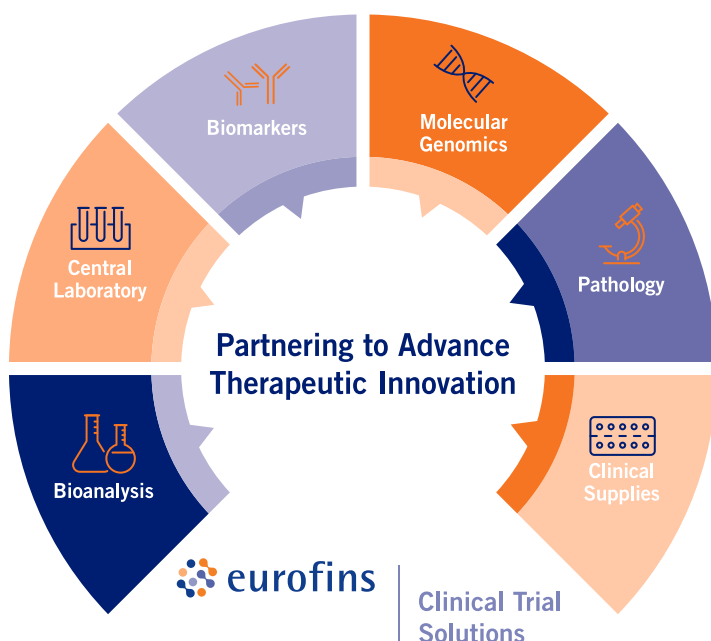 Biomarkers
Molecular
Genomics
Central
Laboratory
Pathology
Partnering to Advance
Therapeutic Innovation
Bioanalysis
Clinical
Supplies
eurofins
Clinical Trial
Solutions